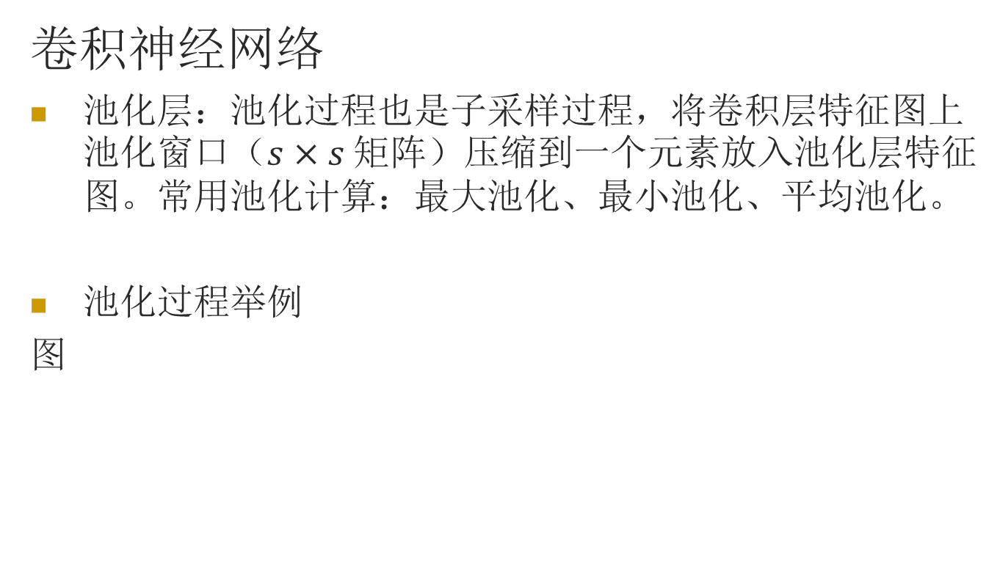 卷积神经网络
池化层：池化过程也是子采样过程，将卷积层特征图上
池化窗口（s × s 矩阵）压缩到一个元素放入池化层特征
图。常用池化计算：最大池化、最小池化、平均池化。
池化过程举例
图